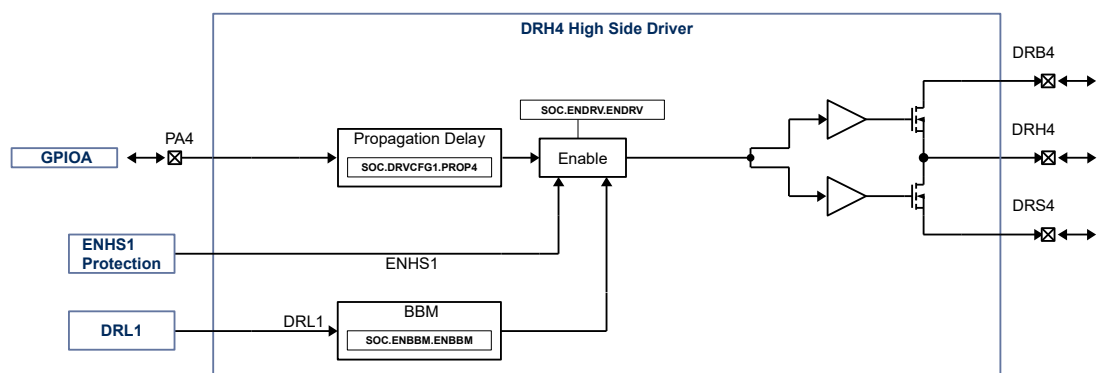 DRH4 High Side Driver
DRB4
SOC.ENDRV.ENDRV
PA4
Propagation Delay
DRH4
GPIOA
SOC.DRVCFG1.PROP4
Enable
DRS4
ENHS1
Protection
ENHS1
BBM
DRL1
DRL1
SOC.ENBBM.ENBBM